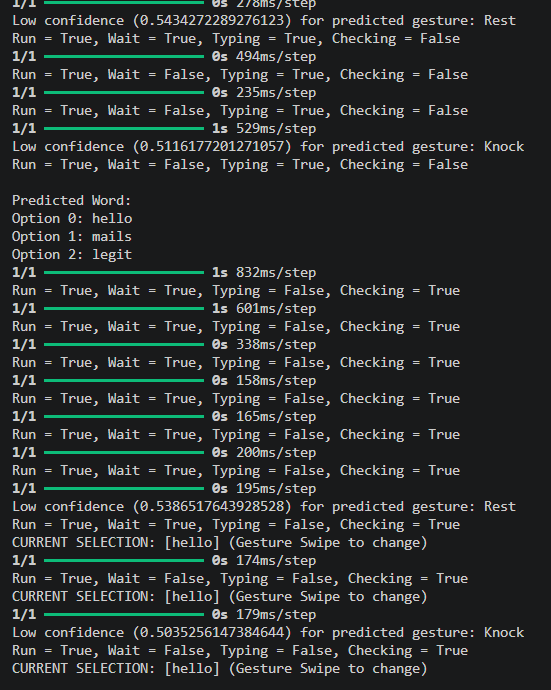 1/1 ━━━━━━━━━━━━━━━━━━━━ 0s 278ms/step
Low confidence (0.5434272289276123) for predicted gesture: Rest
Run = True, Wait = True, Typing = True, Checking = False
1/1 ━━━━━━━━━━━━━━━━━━━━ 0s 494ms/step
Run = True, Wait = False, Typing = True, Checking = False
1/1 ━━━━━━━━━━━━━━━━━━━━ 0s 235ms/step
Run = True, Wait = False, Typing = True, Checking = False
1/1 ━━━━━━━━━━━━━━━━━━━━ 1s 529ms/step
Low confidence (0.5116177201271057) for predicted gesture: Knock
Run = True, Wait = False, Typing = True, Checking = False
Predicted Word:
Option 0: hello
Option 1: mails
Option 2: legit
1/1 ━━━━━━━━━━━━━━━━━━━━ 1s 832ms/step
Run = True, Wait = True, Typing = False, Checking = True
1/1 ━━━━━━━━━━━━━━━━━━━━ 1s 601ms/step
Run = True, Wait = True, Typing = False, Checking = True
1/1 ━━━━━━━━━━━━━━━━━━━━ 0s 338ms/step
Run = True, Wait = True, Typing = False, Checking = True
1/1 ━━━━━━━━━━━━━━━━━━━━ 0s 158ms/step
Run = True, Wait = True, Typing = False, Checking = True
1/1 ━━━━━━━━━━━━━━━━━━━━ 0s 165ms/step
Run = True, Wait = True, Typing = False, Checking = True
1/1 ━━━━━━━━━━━━━━━━━━━━ 0s 200ms/step
Run = True, Wait = True, Typing = False, Checking = True
1/1 ━━━━━━━━━━━━━━━━━━━━ 0s 195ms/step
Low confidence (0.5386517643928528) for predicted gesture: Rest
Run = True, Wait = True, Typing = False, Checking = True
CURRENT SELECTION: [hello] (Gesture Swipe to change)
1/1 ━━━━━━━━━━━━━━━━━━━━ 0s 174ms/step
Run = True, Wait = False, Typing = False, Checking = True
CURRENT SELECTION: [hello] (Gesture Swipe to change)
1/1 ━━━━━━━━━━━━━━━━━━━━ 0s 179ms/step
Low confidence (0.5035256147384644) for predicted gesture: Knock
Run = True, Wait = False, Typing = False, Checking = True
CURRENT SELECTION: [hello] (Gesture Swipe to change)